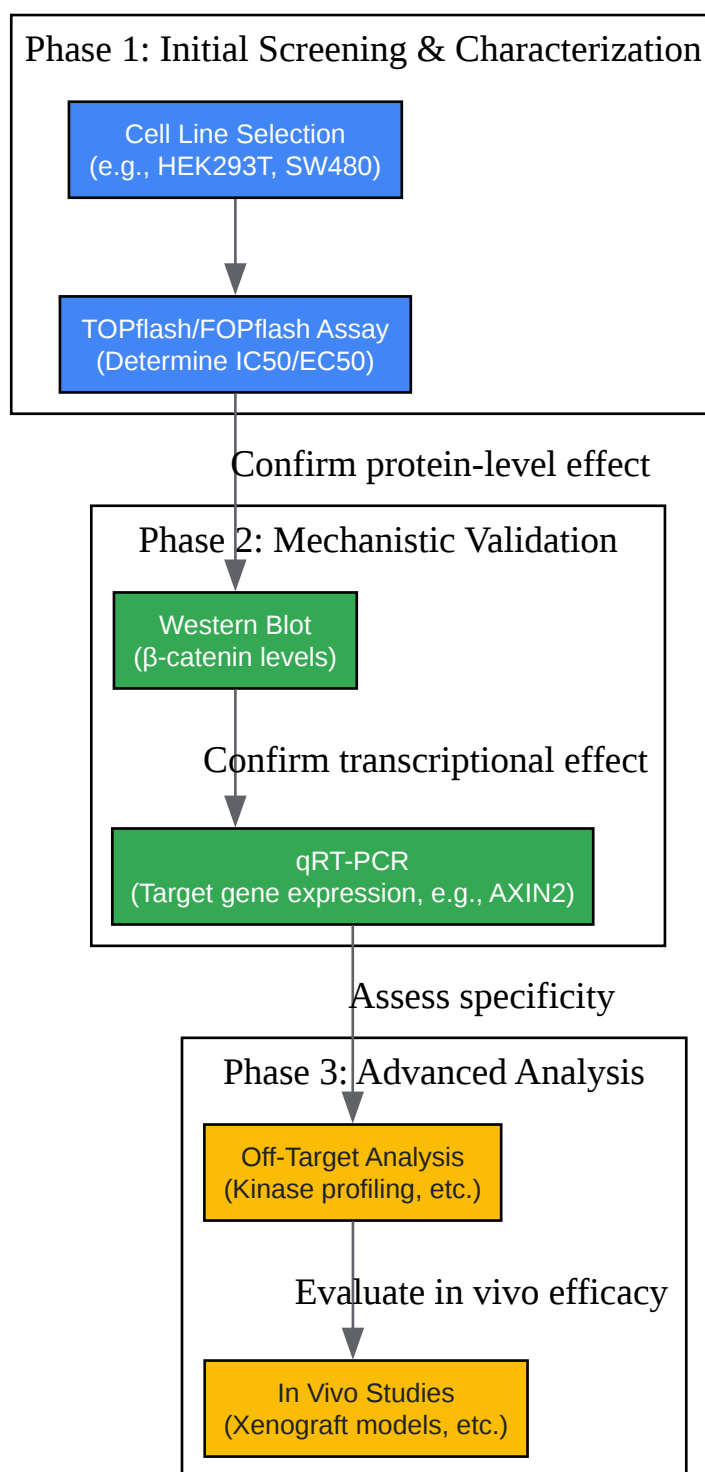 Phase 1: Initial Screening & Characterization
Cell Line Selection
(e.g., HEK293T, SW480)
TOPflash/FOPflash Assay
(Determine IC50/EC50)
Confirm protein-level effect
Phase 2: Mechanistic Validation
Western Blot
(β-catenin levels)
Confirm transcriptional effect
qRT-PCR
(Target gene expression, e.g., AXIN2)
Assess specificity
Phase 3: Advanced Analysis
Off-Target Analysis
(Kinase profiling, etc.)
Evaluate in vivo efficacy
In Vivo Studies
(Xenograft models, etc.)